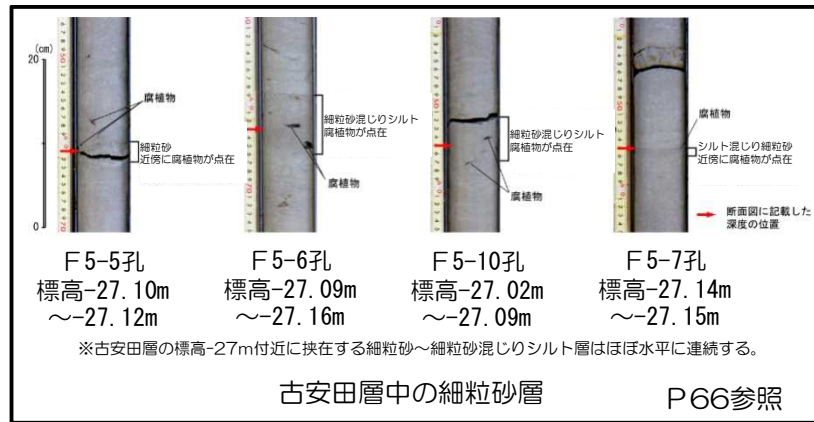 (cm)
20
0
腐植物
細粒砂
近傍に腐植物が点在
細粒砂混じりシルト
腐植物が点在
腐植物
細粒砂混じりシルト
腐植物が点在
腐植物
腐植物
シルト混じり細粒砂
近傍に腐植物が点在
断面図に記載した
深度の位置
F5-5孔
標高-27.10m
～-27.12m
F5-6孔
標高-27.09m
～-27.16m
F5-10孔
標高-27.02m
～-27.09m
F5-7孔
標高-27.14m
～-27.15m
※古安田層の標高-27m付近に挟在する細粒砂～細粒砂混じりシルト層はほぼ水平に連続する。
古安田層中の細粒砂層
P66参照